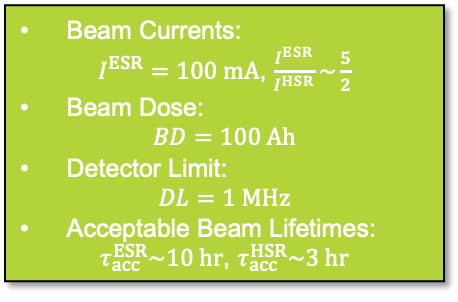 • Beam Currents:
I^ESR = 100 mA, I^ESR/I^HSR ~ 5/2
• Beam Dose:
BD = 100 Ah
• Detector Limit:
DL = 1 MHz
• Acceptable Beam Lifetimes:
τ_acc^ESR~10 hr, τ_acc^HSR~3 hr